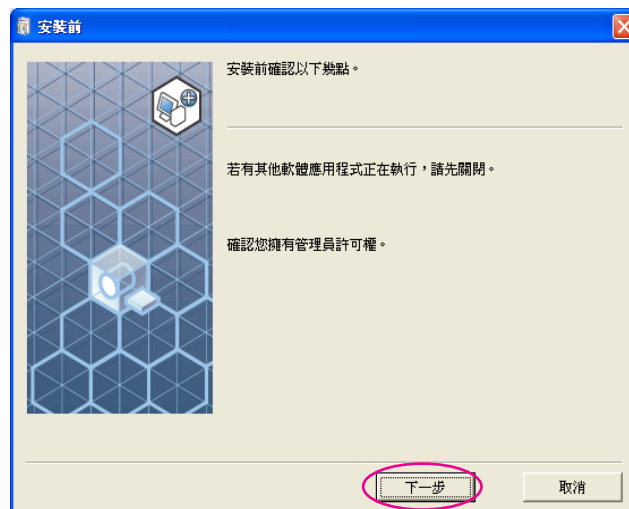 安裝前
安裝前確認以下幾點。
若有其他軟體應用程式正在執行，請先關閉。
確認您擁有管理員許可權。
下一步
取消